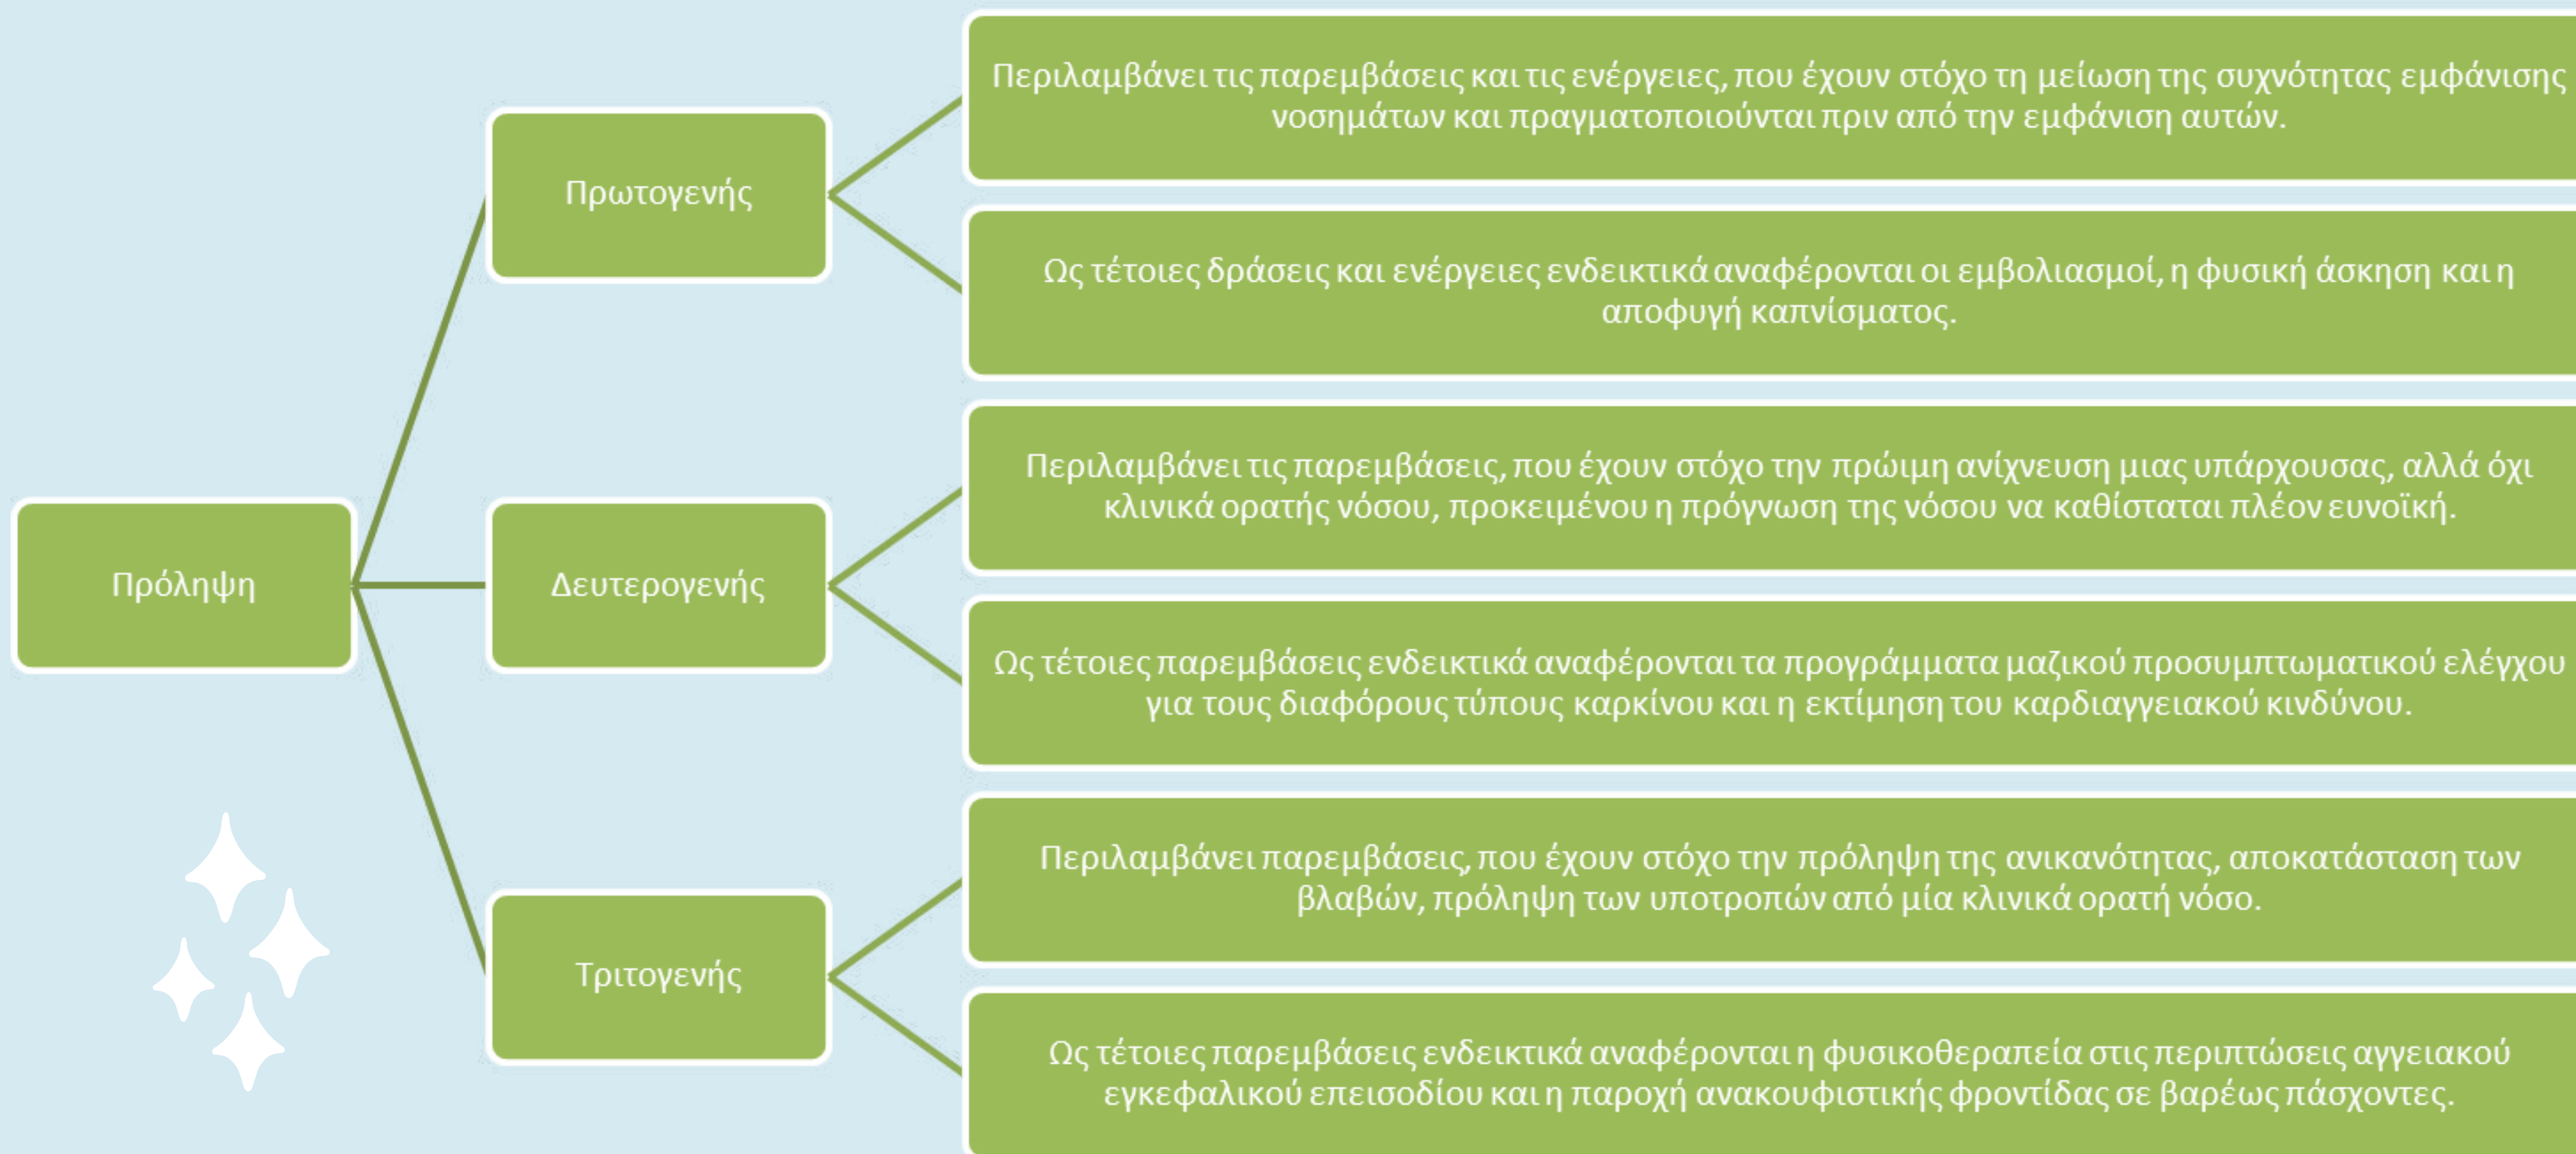 Πρόληψη
Πρωτογενής
Περιλαμβάνει τις παρεμβάσεις και τις ενέργειες, που έχουν στόχο τη μείωση της συχνότητας εμφάνισης
νοσημάτων και πραγματοποιούνται πριν από την εμφάνιση αυτών.
Ως τέτοιες δράσεις και ενέργειες ενδεικτικά αναφέρονται οι εμβολιασμοί, η φυσική άσκηση και η
αποφυγή καπνίσματος.
Δευτερογενής
Περιλαμβάνει τις παρεμβάσεις, που έχουν στόχο την πρώιμη ανίχνευση μιας υπάρχουσας, αλλά όχι
κλινικά ορατής νόσου, προκειμένου η πρόγνωση της νόσου να καθίσταται πλέον ευνοϊκή.
Ως τέτοιες παρεμβάσεις ενδεικτικά αναφέρονται τα προγράμματα μαζικού προσυμπτωματικού ελέγχου
για τους διαφόρους τύπους καρκίνου και η εκτίμηση του καρδιαγγειακού κινδύνου.
Τριτογενής
Περιλαμβάνει παρεμβάσεις, που έχουν στόχο την πρόληψη της ανικανότητας, αποκατάσταση των
βλαβών, πρόληψη των υποτροπών από μία κλινικά ορατή νόσο.
Ως τέτοιες παρεμβάσεις ενδεικτικά αναφέρονται η φυσικοθεραπεία στις περιπτώσεις αγγειακού
εγκεφαλικού επεισοδίου και η παροχή ανακουφιστικής φροντίδας σε βαρέως πάσχοντες.